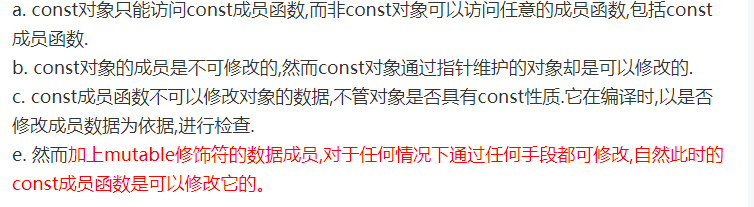 a. const对象只能访问const成员函数,而非const对象可以访问任意的成员函数,包括const
成员函数.
b. const对象的成员是不可修改的,然而const对象通过指针维护的对象却是可以修改的.
c. const成员函数不可以修改对象的数据,不管对象是否具有const性质.它在编译时,以是否
修改成员数据为依据,进行检查.
e. 然而加上mutable修饰符的数据成员,对于任何情况下通过任何手段都可修改,自然此时的
const成员函数是可以修改它的。